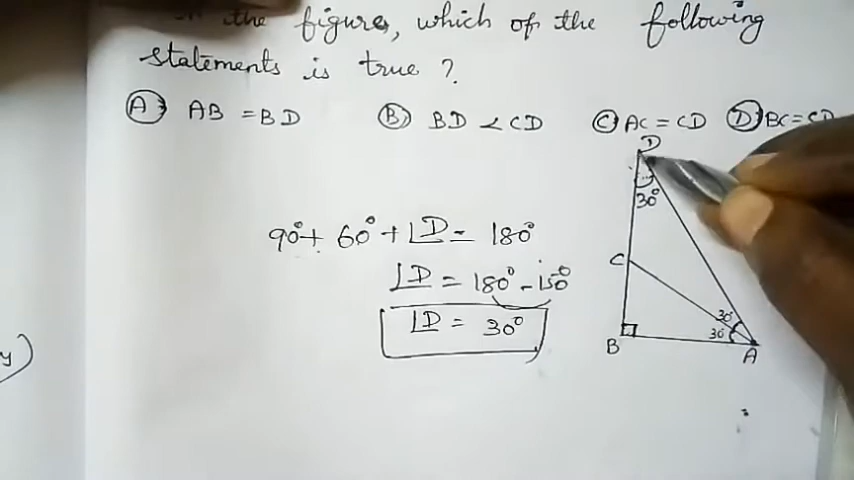 the figure, which of the following
statements is true ?
A AB = BD B BD < CD C AC = CD D BC = CD
D
30°
90° + 60° + ∠D = 180°
C
∠D = 180° - 150°
∠D = 30°
30°
30°
B
A
y)